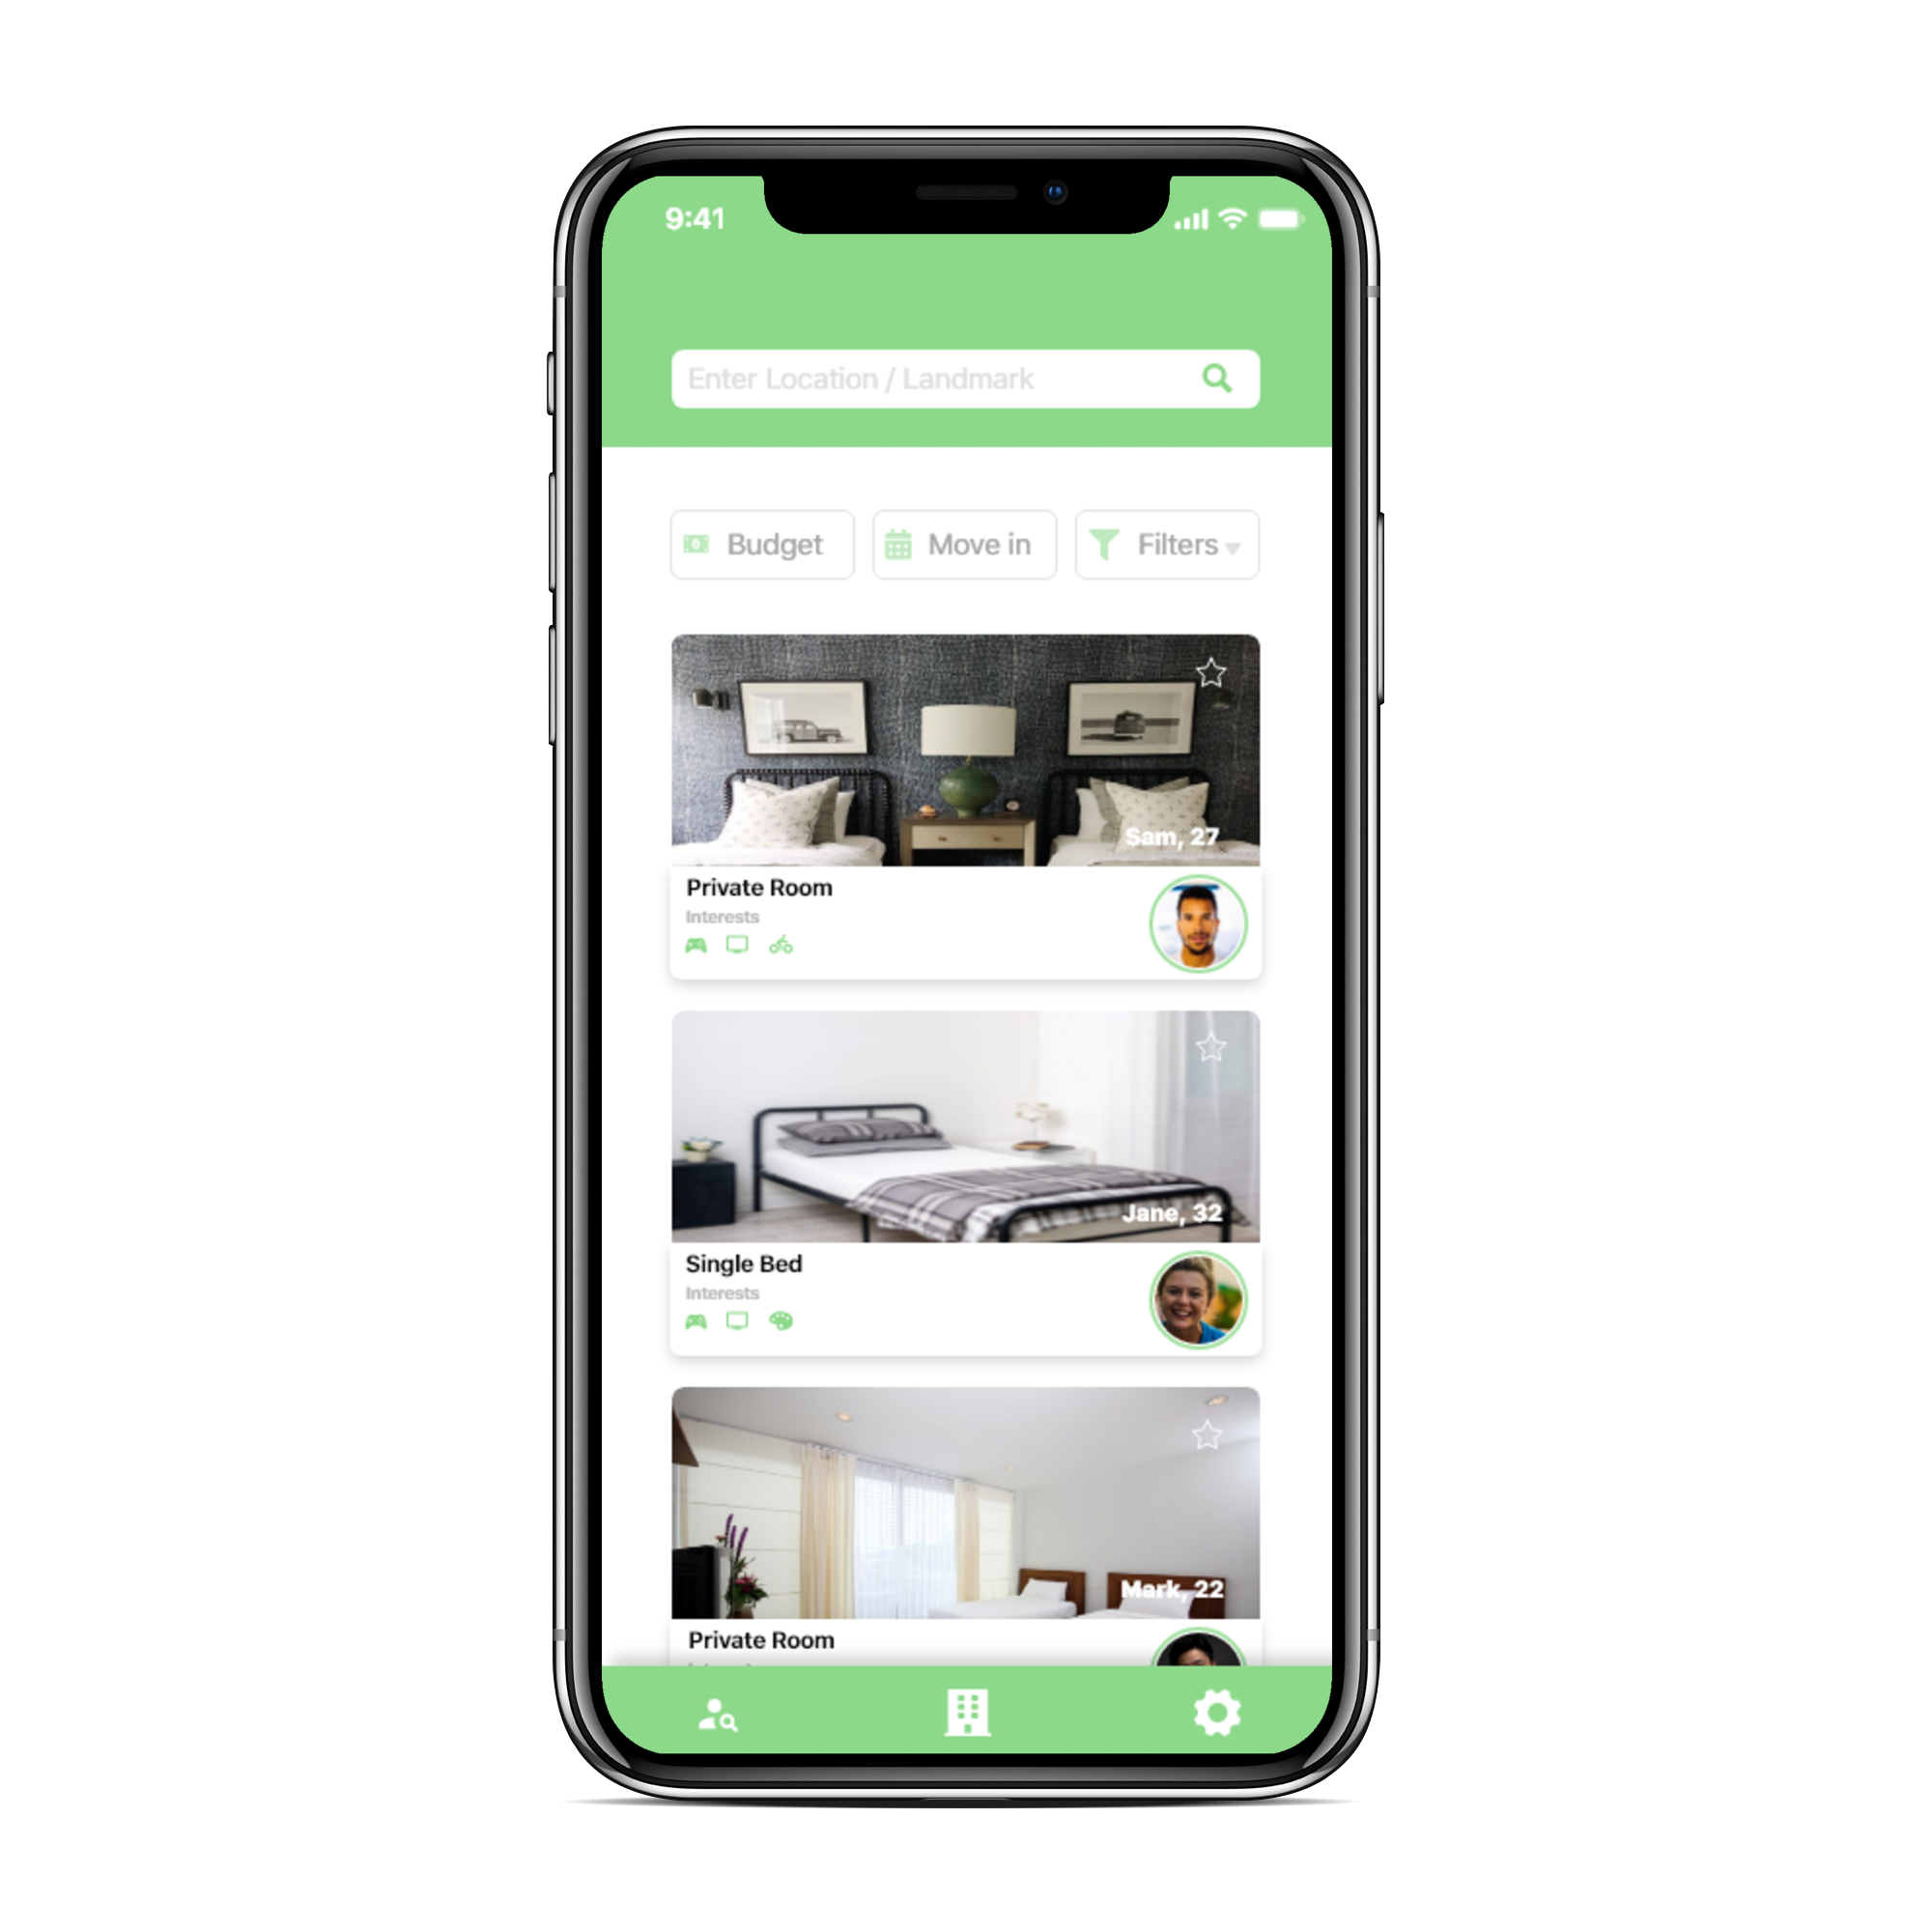 9:41
Enter Location / Landmark
Budget
Move in
Filters
Sam, 27
Private Room
Interests
Jane, 32
Single Bed
Interests
Mark, 22
Private Room